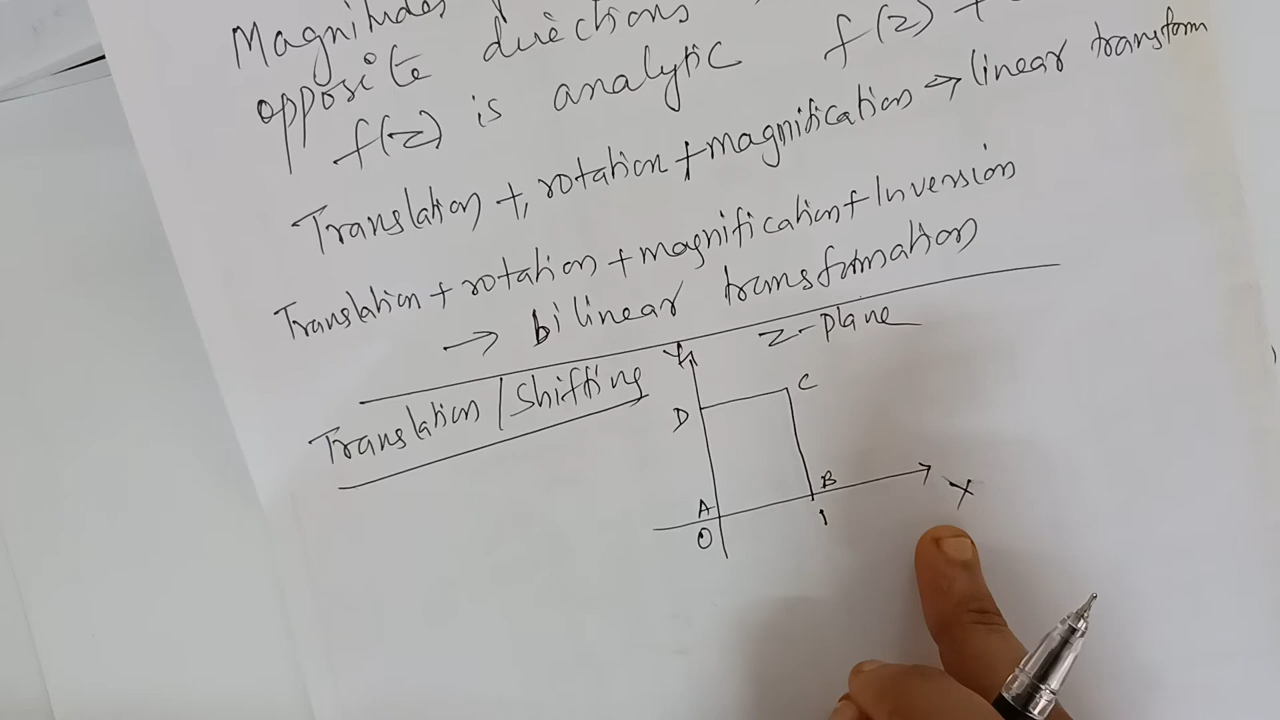 Magnitudes
opposite directions
f(z) is analytic f(z) +
Translation +, rotation + magnification → linear transform
Translation + rotation + magnification + Inversion
→ bilinear transformation
Translation / Shifting
Z-plane
Y
D C
A B
O 1
X